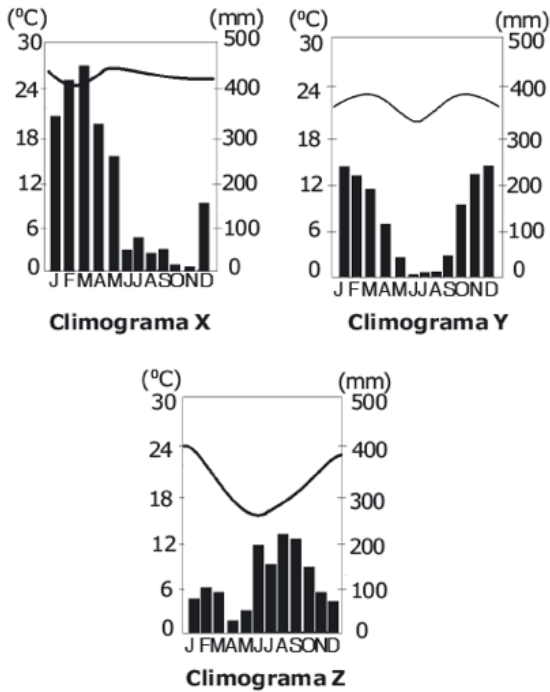 (ºC) (mm) (ºC) (mm)
30 500 30 500
24 400 24 400
18 300 18 300
12 200 12 200
6 100 6 100
0 0 0 0
J F M A M J J A S O N D J F M A M J J A S O N D
Climograma X Climograma Y
(ºC) (mm)
30 500
24 400
18 300
12 200
6 100
0 0
J F M A M J J A S O N D
Climograma Z